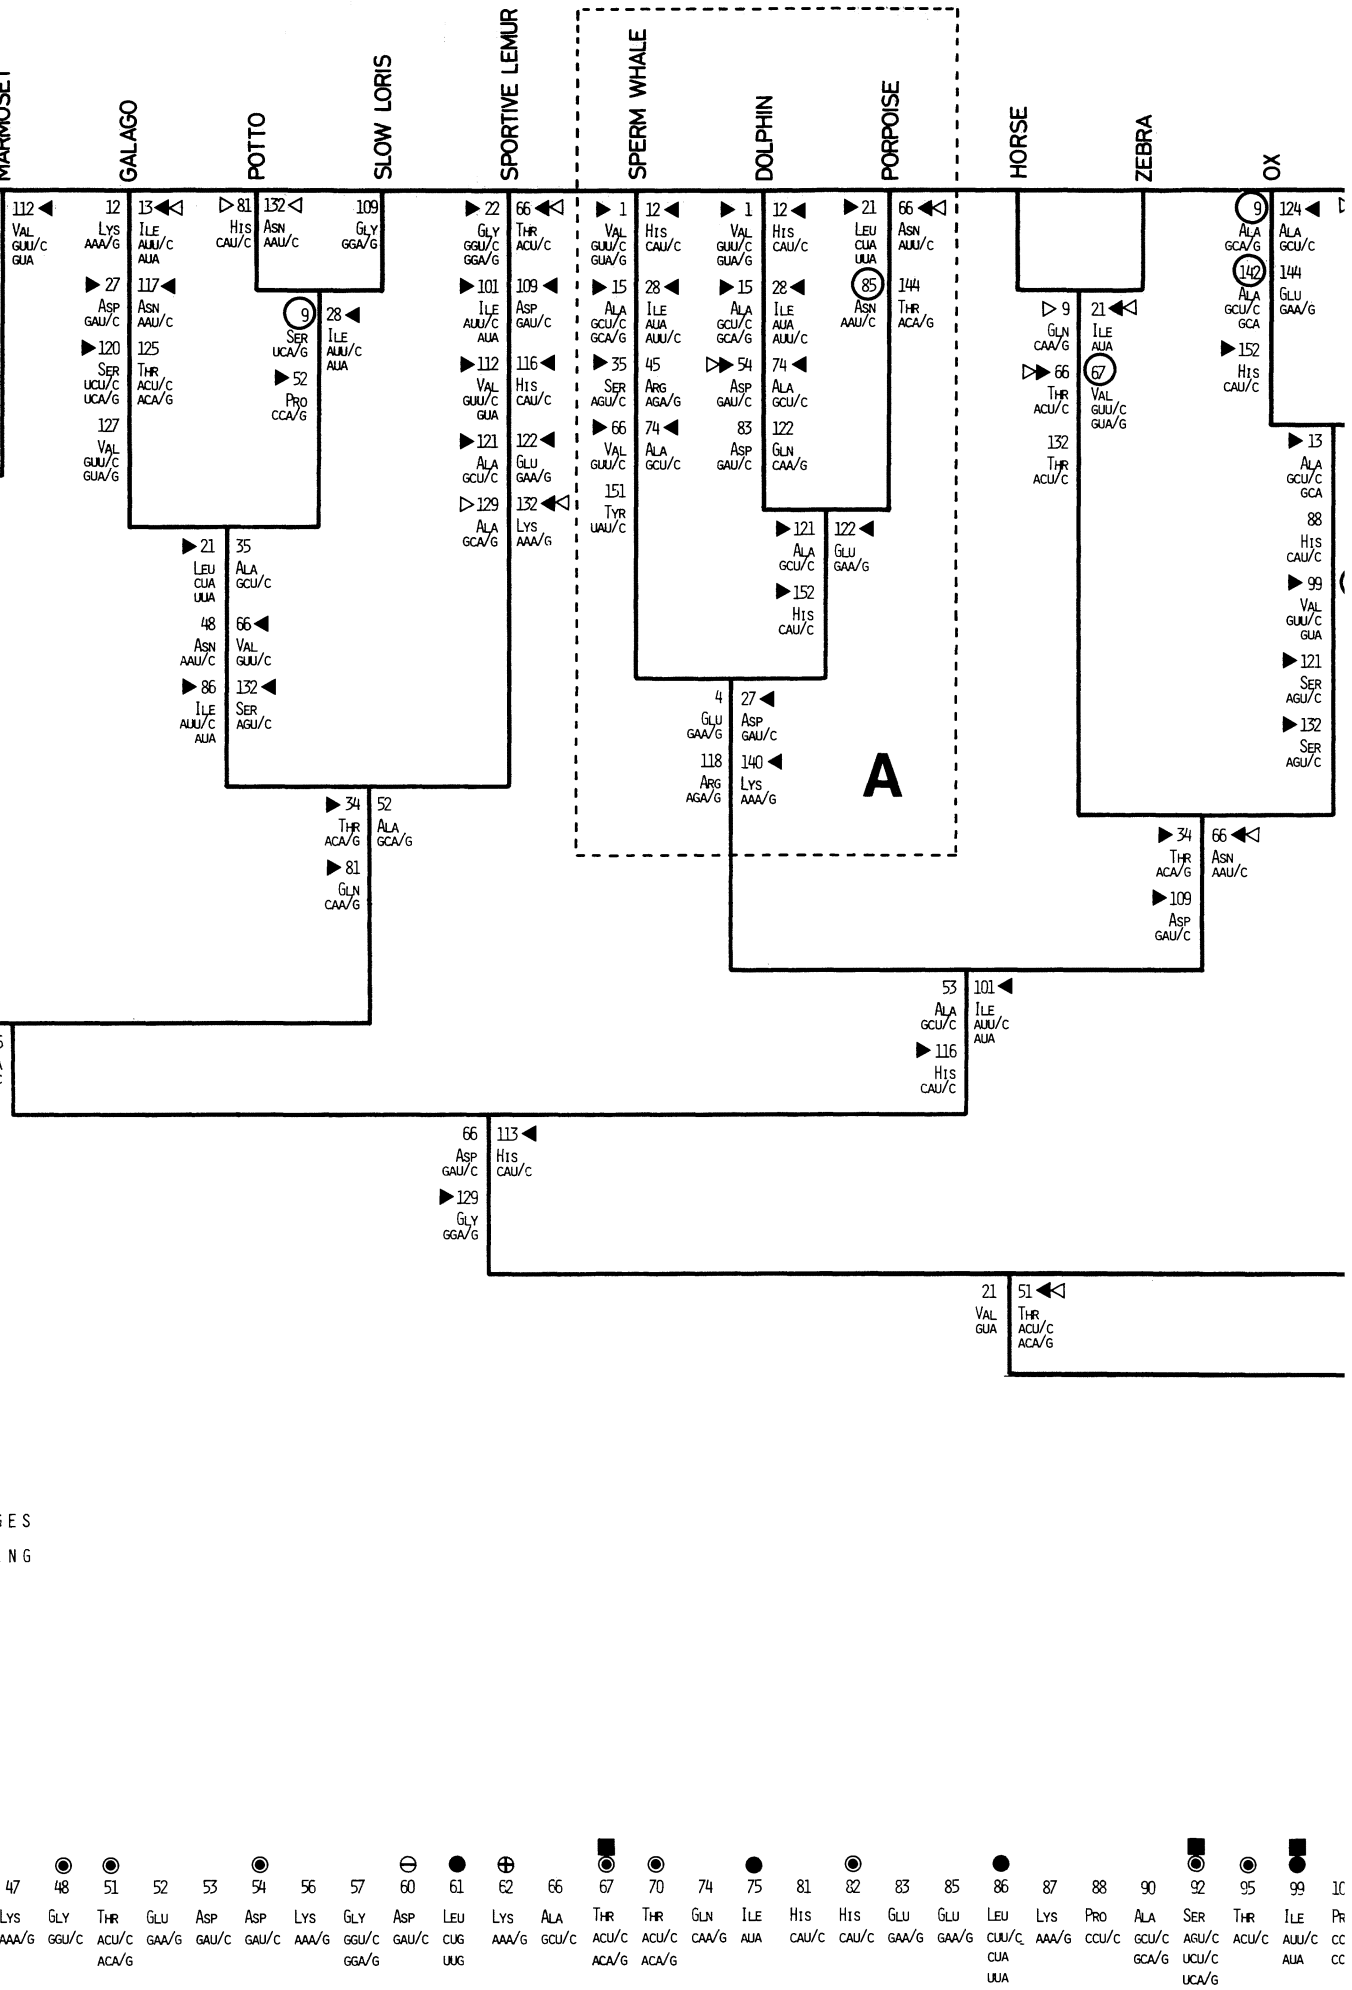 MARMOSET
GALAGO
POTTO
SLOW LORIS
SPORTIVE LEMUR
SPERM WHALE
DOLPHIN
PORPOISE
HORSE
ZEBRA
OX
112
VAL
GUU/C
GUA
12
LYS
AAA/G
27
ASP
GAU/C
120
SER
UCU/C
UCA/G
127
VAL
GUU/C
GUA/G
13
ILE
AUU/C
AUA
117
ASN
AAU/C
125
THR
ACU/C
ACA/G
81
HIS
CAU/C
132
ASN
AAU/C
109
GLY
GGA/G
9
SER
UCA/G
52
PRO
CCA/G
28
ILE
AUU/C
AUA
21
LEU
CUA
UUA
48
ASN
AAU/C
86
ILE
AUU/C
AUA
35
ALA
GCU/C
66
VAL
GUU/C
132
SER
AGU/C
22
GLY
GGU/C
GGA/G
101
ILE
AUU/C
AUA
112
VAL
GUU/C
GUA
121
ALA
GCU/C
129
ALA
GCA/G
66
THR
ACU/C
109
ASP
GAU/C
116
HIS
CAU/C
122
GLU
GAA/G
132
LYS
AAA/G
34
THR
ACA/G
81
GLN
CAA/G
52
ALA
GCA/G
1
VAL
GUU/C
GUA/G
15
ALA
GCU/C
GCA/G
35
SER
AGU/C
66
VAL
GUU/C
151
TYR
UAU/C
12
HIS
CAU/C
28
ILE
AUA
AUU/C
45
ARG
AGA/G
74
ALA
GCU/C
1
VAL
GUU/C
GUA/G
15
ALA
GCU/C
GCA/G
54
ASP
GAU/C
83
ASP
GAU/C
12
HIS
CAU/C
28
ILE
AUA
AUU/C
74
ALA
GCU/C
122
GLN
CAA/G
21
LEU
CUA
UUA
85
ASN
AAU/C
66
ASN
AUU/C
144
THR
ACA/G
121
ALA
GCU/C
152
HIS
CAU/C
122
GLU
GAA/G
4
GLU
GAA/G
118
ARG
AGA/G
27
ASP
GAU/C
140
LYS
AAA/G
A
9
GLN
CAA/G
66
THR
ACU/C
132
THR
ACU/C
21
ILE
AUA
67
VAL
GUU/C
GUA/G
9
ALA
GCA/G
142
ALA
GCU/C
GCA
152
HIS
CAU/C
124
ALA
GCU/C
144
GLU
GAA/G
13
ALA
GCU/C
GCA
88
HIS
CAU/C
99
VAL
GUU/C
GUA
121
SER
AGU/C
132
SER
AGU/C
34
THR
ACA/G
109
ASP
GAU/C
66
ASN
AAU/C
53
ALA
GCU/C
116
HIS
CAU/C
101
ILE
AUU/C
AUA
66
ASP
GAU/C
129
GLY
GGA/G
113
HIS
CAU/C
21
VAL
GUA
51
THR
ACU/C
ACA/G
GES
NG
47 48 51 52 53 54 56 57 60 61 62 66 67 70 74 75 81 82 83 85 86 87 88 90 92 95 99
LYS GLY THR GLU ASP ASP LYS GLY ASP LEU LYS ALA THR THR GLN ILE HIS HIS GLU GLU LEU LYS PRO ALA SER THR ILE
AAA/G GGU/C ACU/C GAA/G GAU/C GAU/C AAA/G GGU/C GAU/C CUG AAA/G GCU/C ACU/C ACU/C CAA/G AUA CAU/C CAU/C GAA/G GAA/G CUU/C AAA/G CCU/C GCU/C AGU/C ACU/C AUU/C
ACA/G GGA/G UUG ACA/G ACA/G CUA GCA/G UCU/C AUA
UUA UCA/G